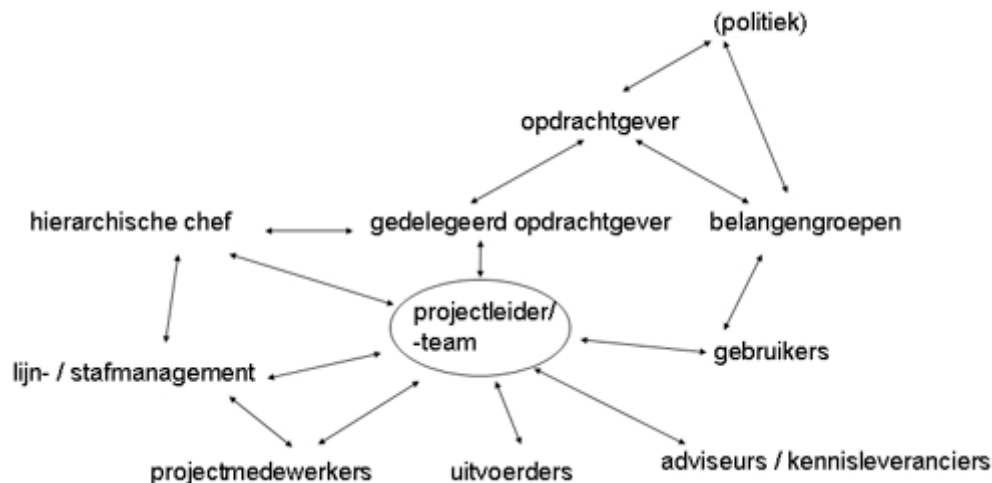 (politiek)
opdrachtgever
hierarchische chef
gedelegeerd opdrachtgever
belangengroepen
projectleider/
-team
gebruikers
lijn- / stafmanagement
projectmedewerkers
uitvoerders
adviseurs / kennisleveranciers